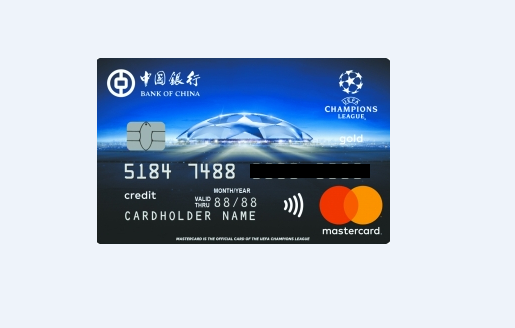 中国银行
BANK OF CHINA
UEFA
CHAMPIONS
LEAGUE
gold
5184 7488
credit
MONTH/YEAR
VALID THRU 88/88
CARDHOLDER NAME
mastercard.
MASTERCARD IS THE OFFICIAL CARD OF THE UEFA CHAMPIONS LEAGUE